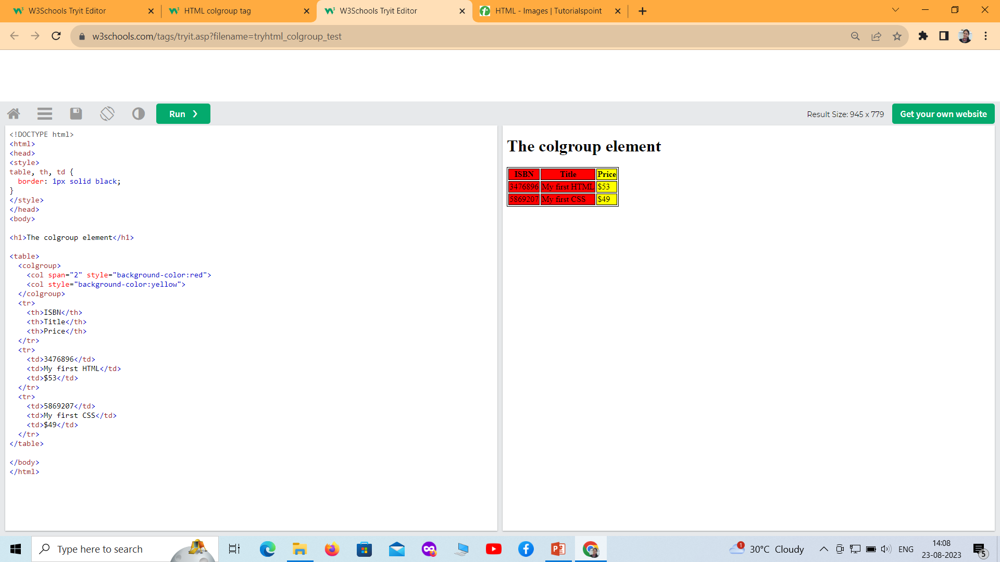 W3Schools Tryit Editor
HTML colgroup tag
W3Schools Tryit Editor
HTML - Images | Tutorialspoint
w3schools.com/tags/tryit.asp?filename=tryhtml_colgroup_test
Run ❯
Result Size: 945 x 779
Get your own website
<!DOCTYPE html>
<html>
<head>
<style>
table, th, td {
  border: 1px solid black;
}
</style>
</head>
<body>
<h1>The colgroup element</h1>
<table>
  <colgroup>
    <col span="2" style="background-color:red">
    <col style="background-color:yellow">
  </colgroup>
  <tr>
    <th>ISBN</th>
    <th>Title</th>
    <th>Price</th>
  </tr>
  <tr>
    <td>3476896</td>
    <td>My first HTML</td>
    <td>$53</td>
  </tr>
  <tr>
    <td>5869207</td>
    <td>My first CSS</td>
    <td>$49</td>
  </tr>
</table>
</body>
</html>
The colgroup element
ISBN Title Price
3476896 My first HTML $53
5869207 My first CSS $49
Type here to search
1
30°C Cloudy
ENG
14:08
23-08-2023
5